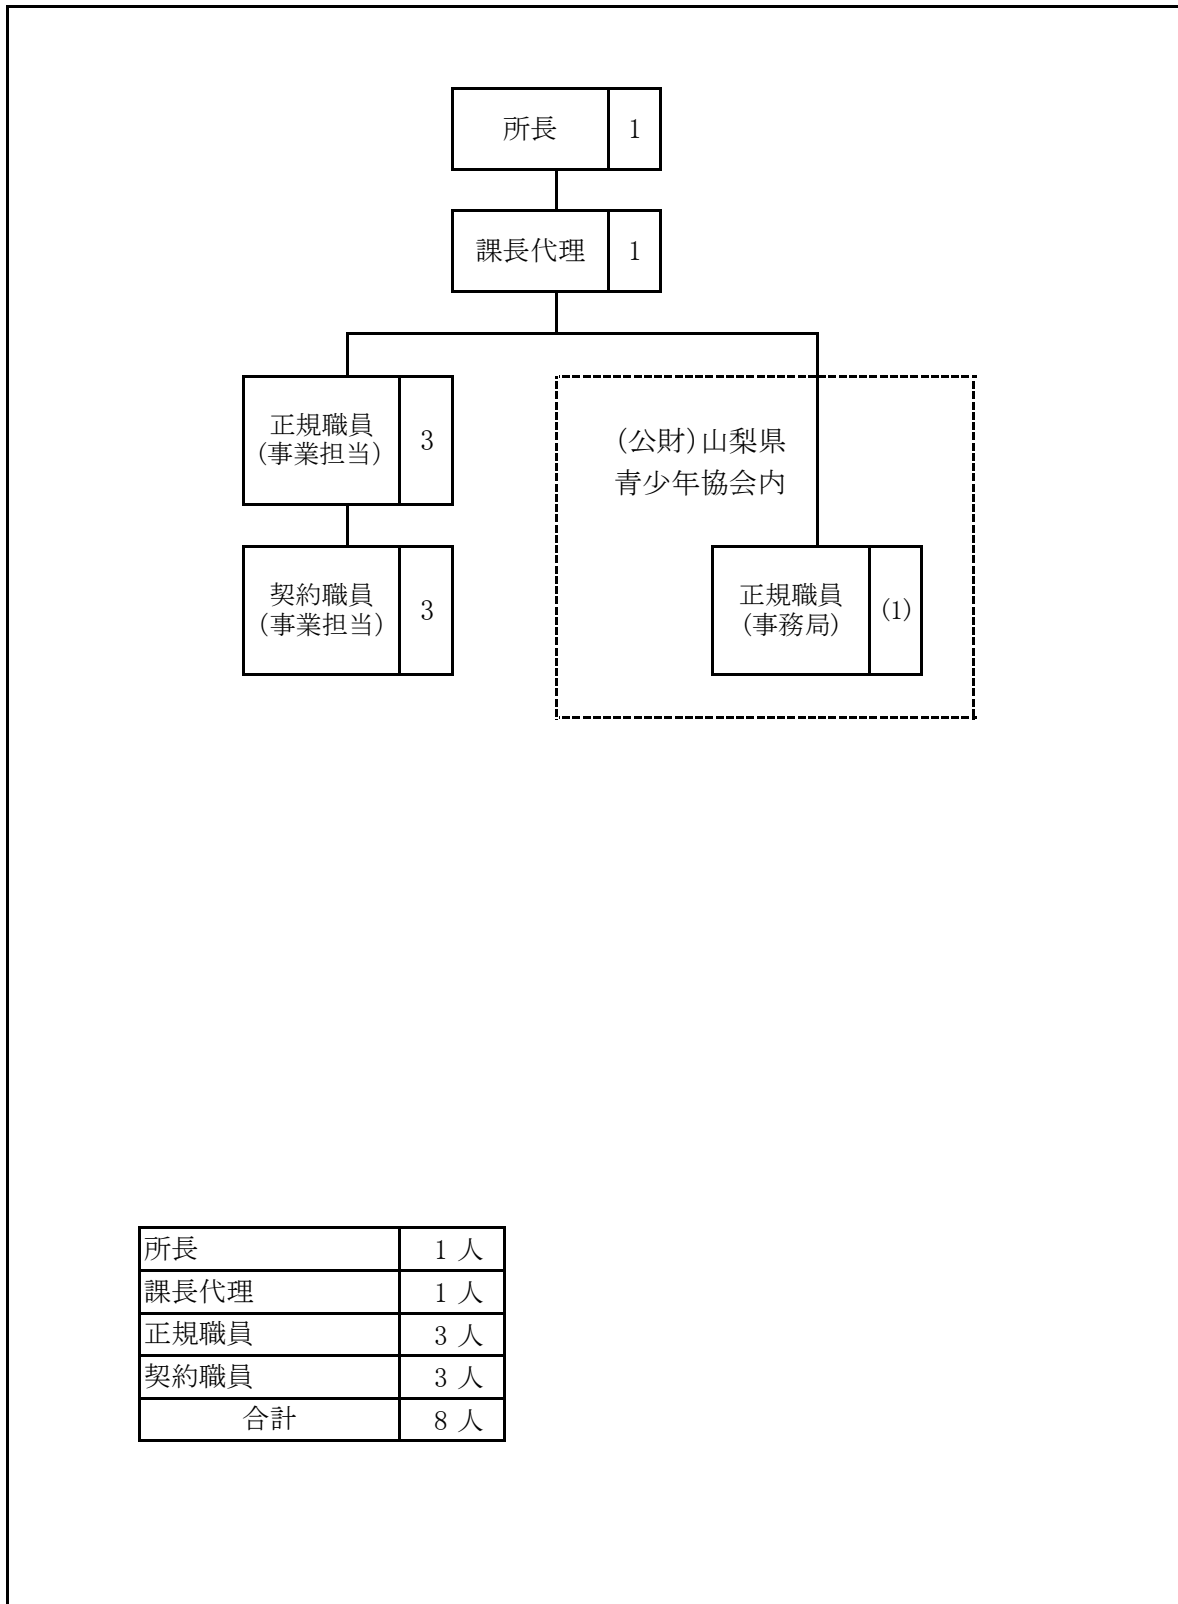 所長 1
課長代理 1
正規職員
(事業担当) 3
契約職員
(事業担当) 3
(公財)山梨県
青少年協会内
正規職員
(事務局) (1)
所長 1 人
課長代理 1 人
正規職員 3 人
契約職員 3 人
合計 8 人